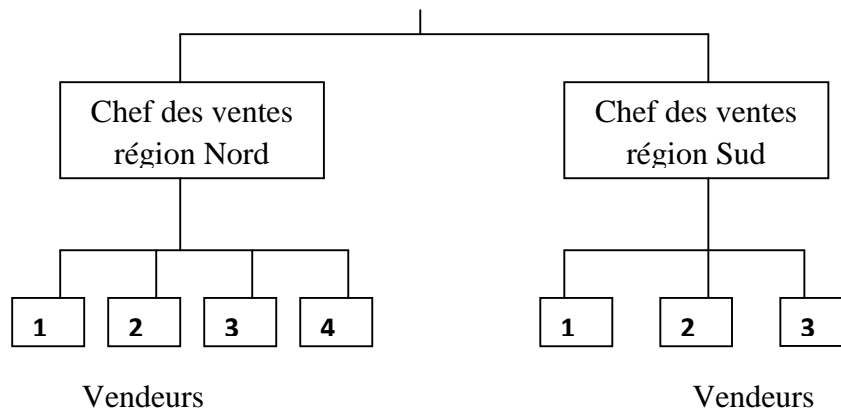 Chef des ventes
région Nord
Chef des ventes
région Sud
1 2 3 4
1 2 3
Vendeurs
Vendeurs